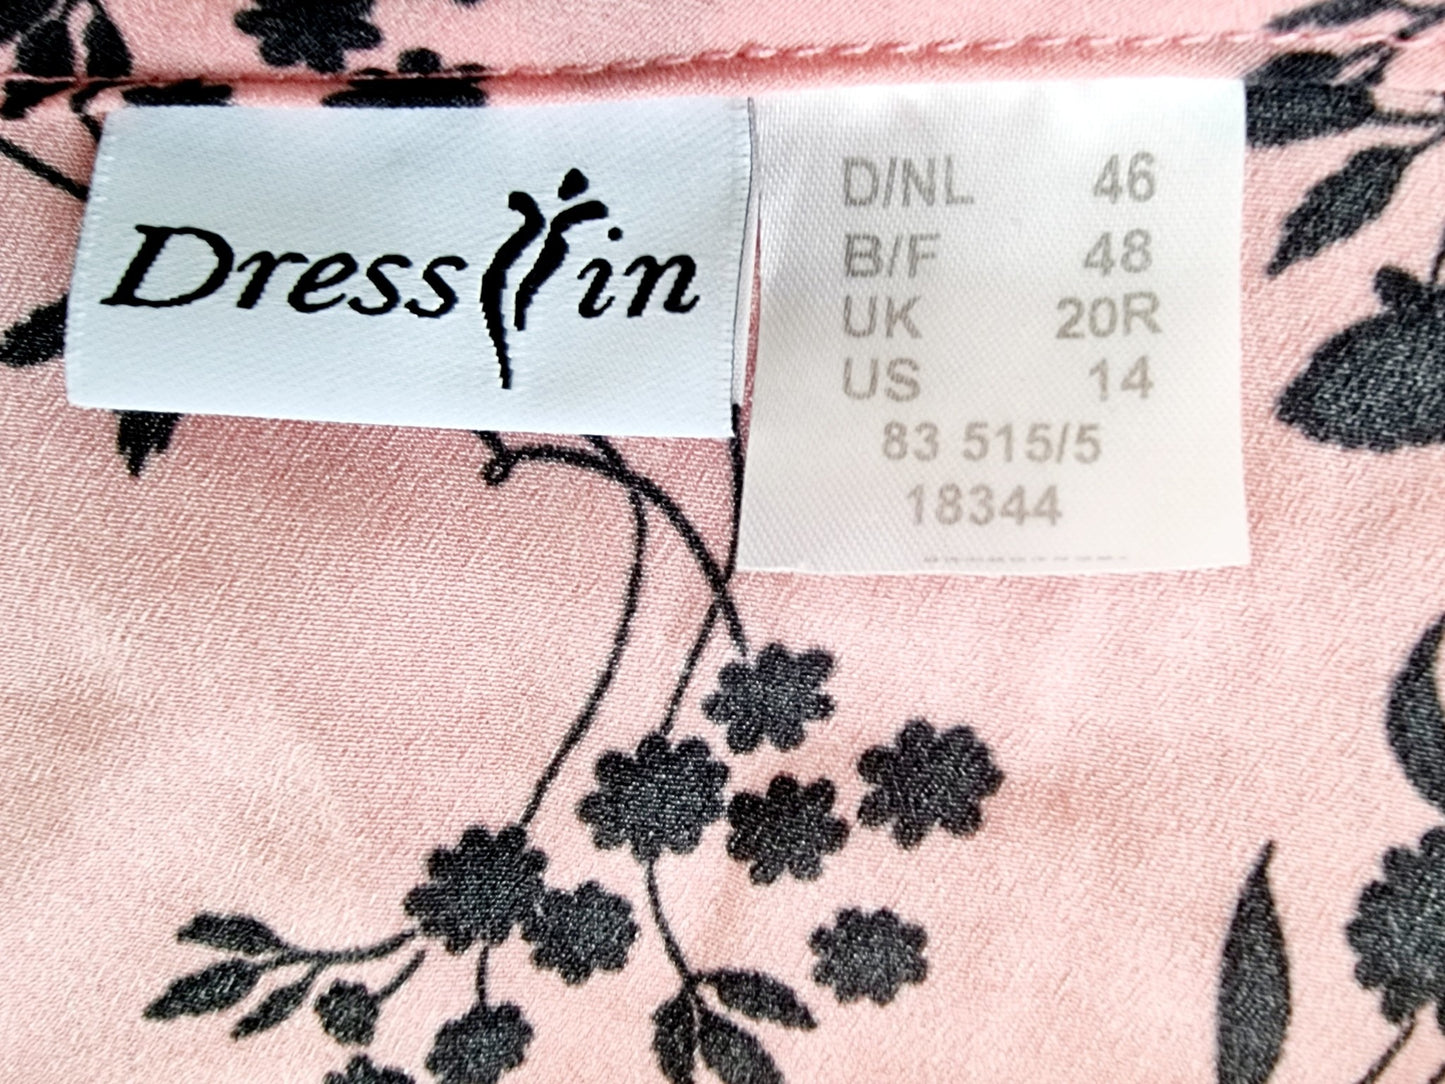 Dress in
D/NL 46
B/F 48
UK 20R
US 14
83 515/5
18344